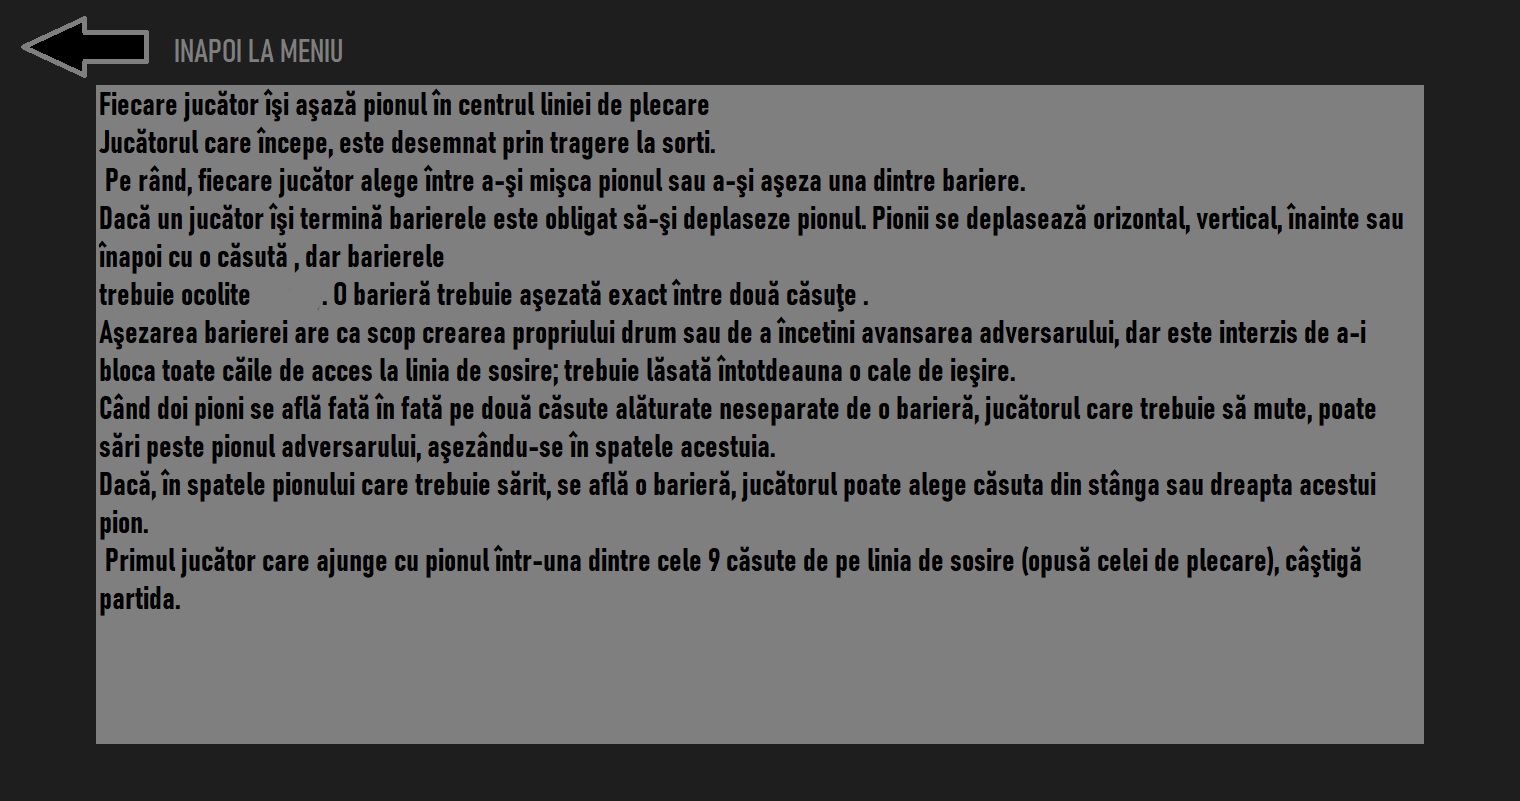 INAPOI LA MENIU
Fiecare jucător îşi aşază pionul în centrul liniei de plecare
Jucătorul care începe, este desemnat prin tragere la sorti.
Pe rând, fiecare jucător alege între a-şi mişca pionul sau a-şi aşeza una dintre bariere.
Dacă un jucător îşi termină barierele este obligat să-şi deplaseze pionul. Pionii se deplasează orizontal, vertical, înainte sau
înapoi cu o căsută , dar barierele
trebuie ocolite . O barieră trebuie aşezată exact între două căsuţe .
Aşezarea barierei are ca scop crearea propriului drum sau de a încetini avansarea adversarului, dar este interzis de a-i
bloca toate căile de acces la linia de sosire; trebuie lăsată întotdeauna o cale de ieşire.
Când doi pioni se află fată în fată pe două căsute alăturate neseparate de o barieră, jucătorul care trebuie să mute, poate
sări peste pionul adversarului, aşezându-se în spatele acestuia.
Dacă, în spatele pionului care trebuie sărit, se află o barieră, jucătorul poate alege căsuta din stânga sau dreapta acestui
pion.
Primul jucător care ajunge cu pionul într-una dintre cele 9 căsute de pe linia de sosire (opusă celei de plecare), câştigă
partida.